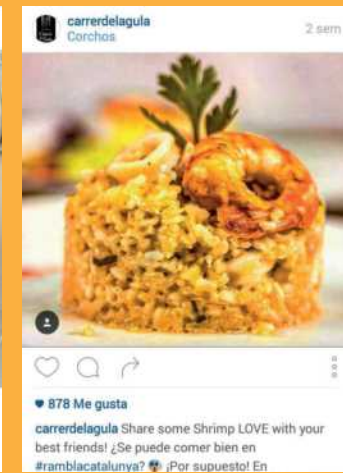 carrerdelagula
Corchos
2 sem
878 Me gusta
carrerdelagula Share some Shrimp LOVE with your
best friends! ¿Se puede comer bien en
#ramblacatalunya? ¡Por supuesto! En